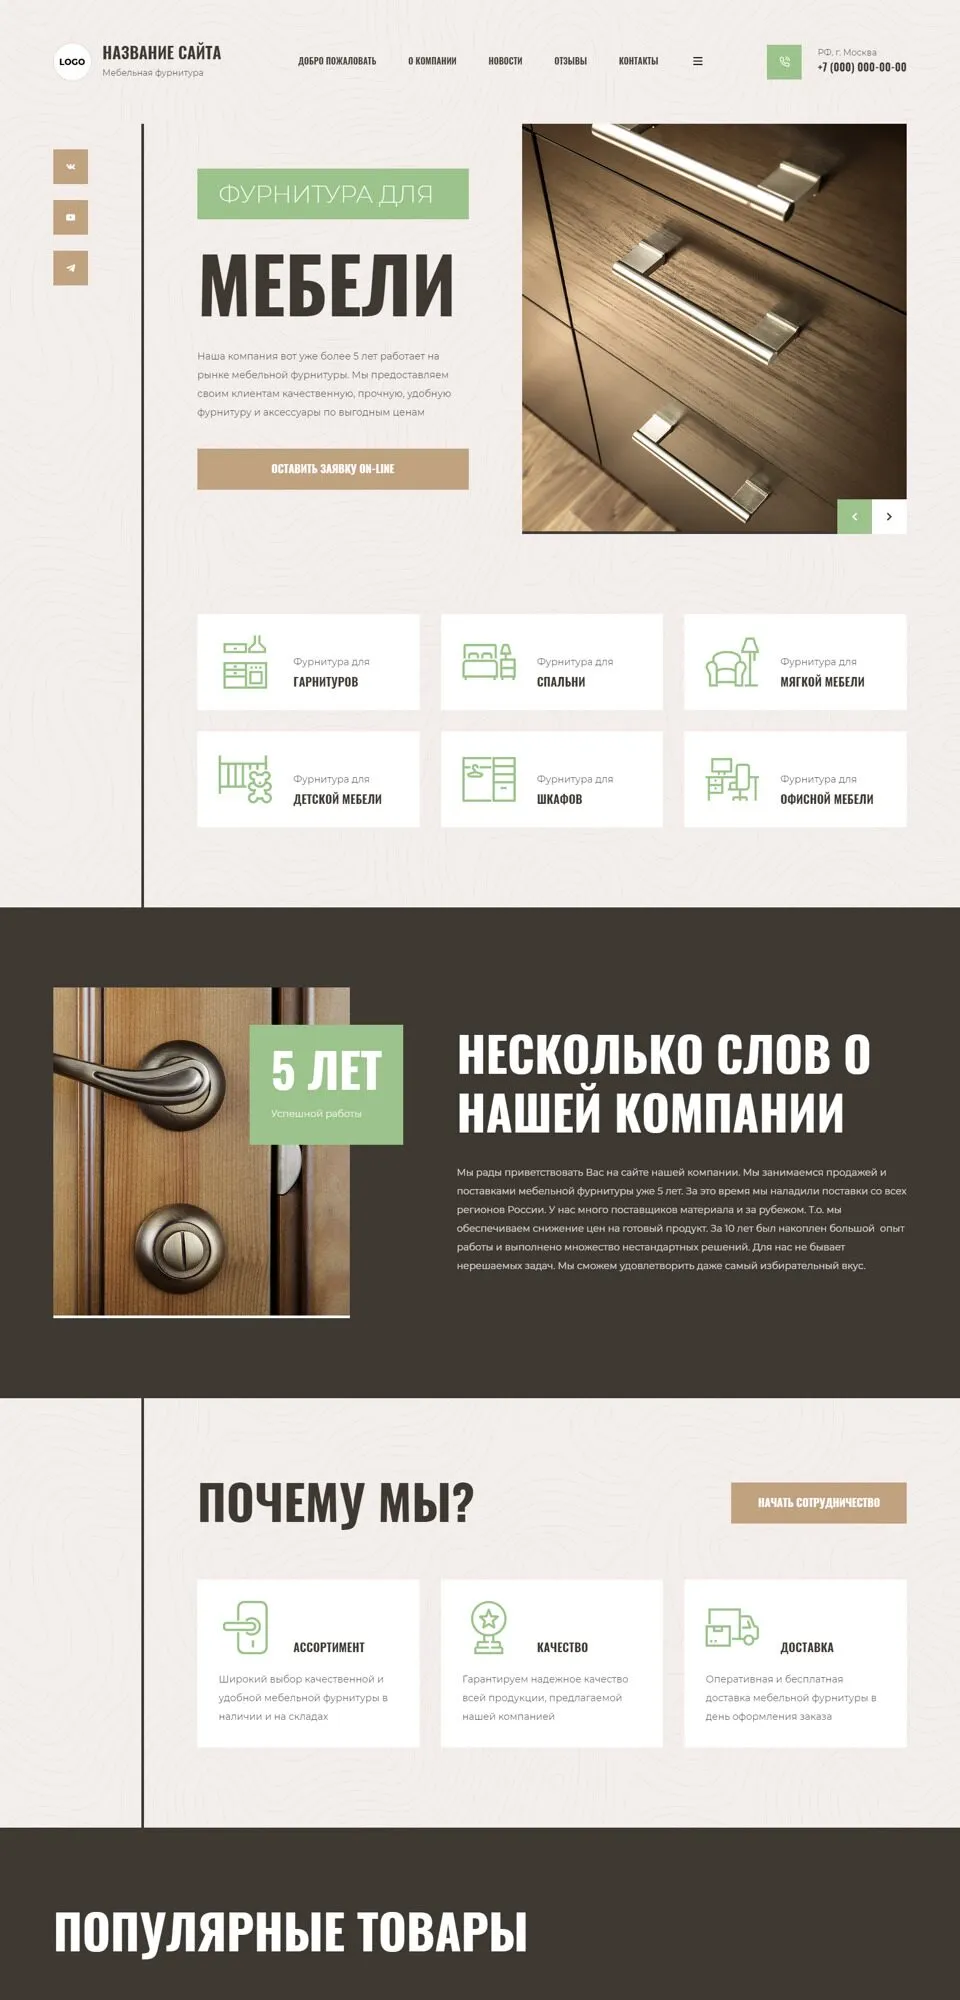 LOGO
НАЗВАНИЕ САЙТА
Мебельная фурнитура
ДОБРО ПОЖАЛОВАТЬ
О КОМПАНИИ
НОВОСТИ
ОТЗЫВЫ
КОНТАКТЫ
РФ, г. Москва
+7 (000) 000-00-00
ФУРНИТУРА ДЛЯ
МЕБЕЛИ
Наша компания вот уже более 5 лет работает на
рынке мебельной фурнитуры. Мы предоставляем
своим клиентам качественную, прочную, удобную
фурнитуру и аксессуары по выгодным ценам
ОСТАВИТЬ ЗАЯВКУ ON-LINE
Фурнитура для
ГАРНИТУРОВ
Фурнитура для
СПАЛЬНИ
Фурнитура для
МЯГКОЙ МЕБЕЛИ
Фурнитура для
ДЕТСКОЙ МЕБЕЛИ
Фурнитура для
ШКАФОВ
Фурнитура для
ОФИСНОЙ МЕБЕЛИ
5 ЛЕТ
Успешной работы
НЕСКОЛЬКО СЛОВ О
НАШЕЙ КОМПАНИИ
Мы рады приветствовать Вас на сайте нашей компании. Мы занимаемся продажей и
поставками мебельной фурнитуры уже 5 лет. За это время мы наладили поставки со всех
регионов России. У нас много поставщиков материала и за рубежом. Т.о. мы
обеспечиваем снижение цен на готовый продукт. За 10 лет был накоплен большой опыт
работы и выполнено множество нестандартных решений. Для нас не бывает
нерешаемых задач. Мы сможем удовлетворить даже самый избирательный вкус.
ПОЧЕМУ МЫ?
НАЧАТЬ СОТРУДНИЧЕСТВО
АССОРТИМЕНТ
Широкий выбор качественной и
удобной мебельной фурнитуры в
наличии и на складах
КАЧЕСТВО
Гарантируем надежное качество
всей продукции, предлагаемой
нашей компанией
ДОСТАВКА
Оперативная и бесплатная
доставка мебельной фурнитуры в
день оформления заказа
ПОПУЛЯРНЫЕ ТОВАРЫ